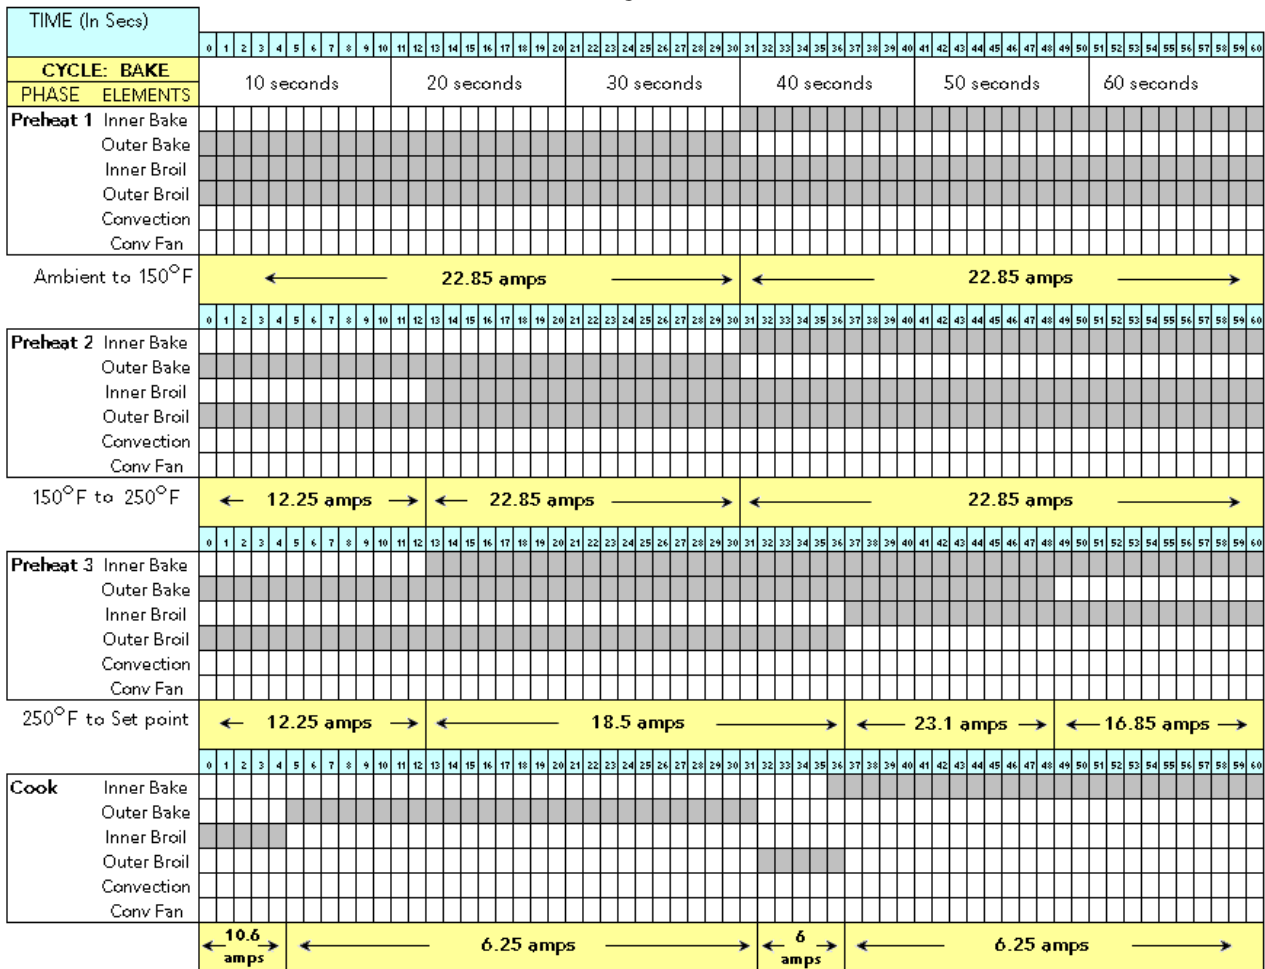 TIME (In Secs)
0 1 2 3 4 5 6 7 8 9 10 11 12 13 14 15 16 17 18 19 20 21 22 23 24 25 26 27 28 29 30 31 32 33 34 35 36 37 38 39 40 41 42 43 44 45 46 47 48 49 50 51 52 53 54 55 56 57 58 59 60
CYCLE: BAKE
10 seconds 20 seconds 30 seconds 40 seconds 50 seconds 60 seconds
PHASE ELEMENTS
Preheat 1 Inner Bake
Outer Bake
Inner Broil
Outer Broil
Convection
Conv Fan
Ambient to 150°F 22.85 amps 22.85 amps
0 1 2 3 4 5 6 7 8 9 10 11 12 13 14 15 16 17 18 19 20 21 22 23 24 25 26 27 28 29 30 31 32 33 34 35 36 37 38 39 40 41 42 43 44 45 46 47 48 49 50 51 52 53 54 55 56 57 58 59 60
Preheat 2 Inner Bake
Outer Bake
Inner Broil
Outer Broil
Convection
Conv Fan
150°F to 250°F 12.25 amps 22.85 amps 22.85 amps
0 1 2 3 4 5 6 7 8 9 10 11 12 13 14 15 16 17 18 19 20 21 22 23 24 25 26 27 28 29 30 31 32 33 34 35 36 37 38 39 40 41 42 43 44 45 46 47 48 49 50 51 52 53 54 55 56 57 58 59 60
Preheat 3 Inner Bake
Outer Bake
Inner Broil
Outer Broil
Convection
Conv Fan
250°F to Set point 12.25 amps 18.5 amps 23.1 amps 16.85 amps
0 1 2 3 4 5 6 7 8 9 10 11 12 13 14 15 16 17 18 19 20 21 22 23 24 25 26 27 28 29 30 31 32 33 34 35 36 37 38 39 40 41 42 43 44 45 46 47 48 49 50 51 52 53 54 55 56 57 58 59 60
Cook Inner Bake
Outer Bake
Inner Broil
Outer Broil
Convection
Conv Fan
10.6 amps 6.25 amps 6 amps 6.25 amps